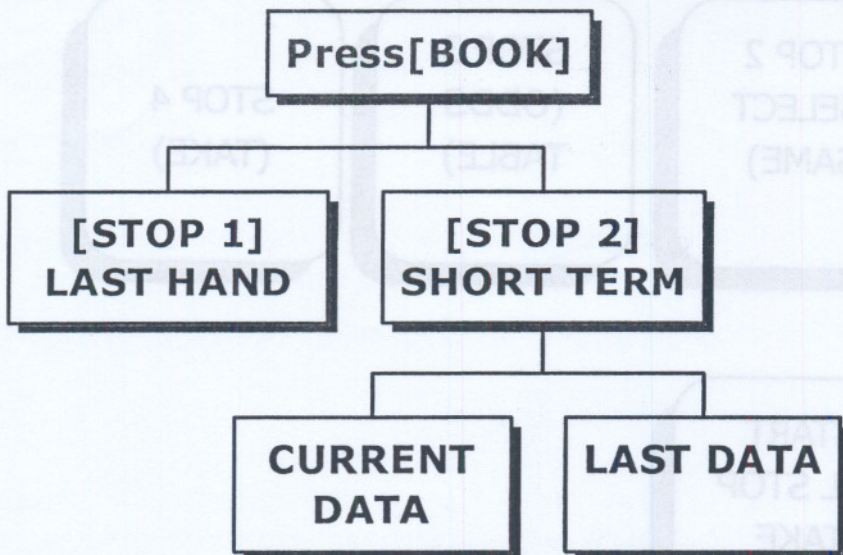 Press[BOOK]
[STOP 1]
LAST HAND
[STOP 2]
SHORT TERM
CURRENT
DATA
LAST DATA